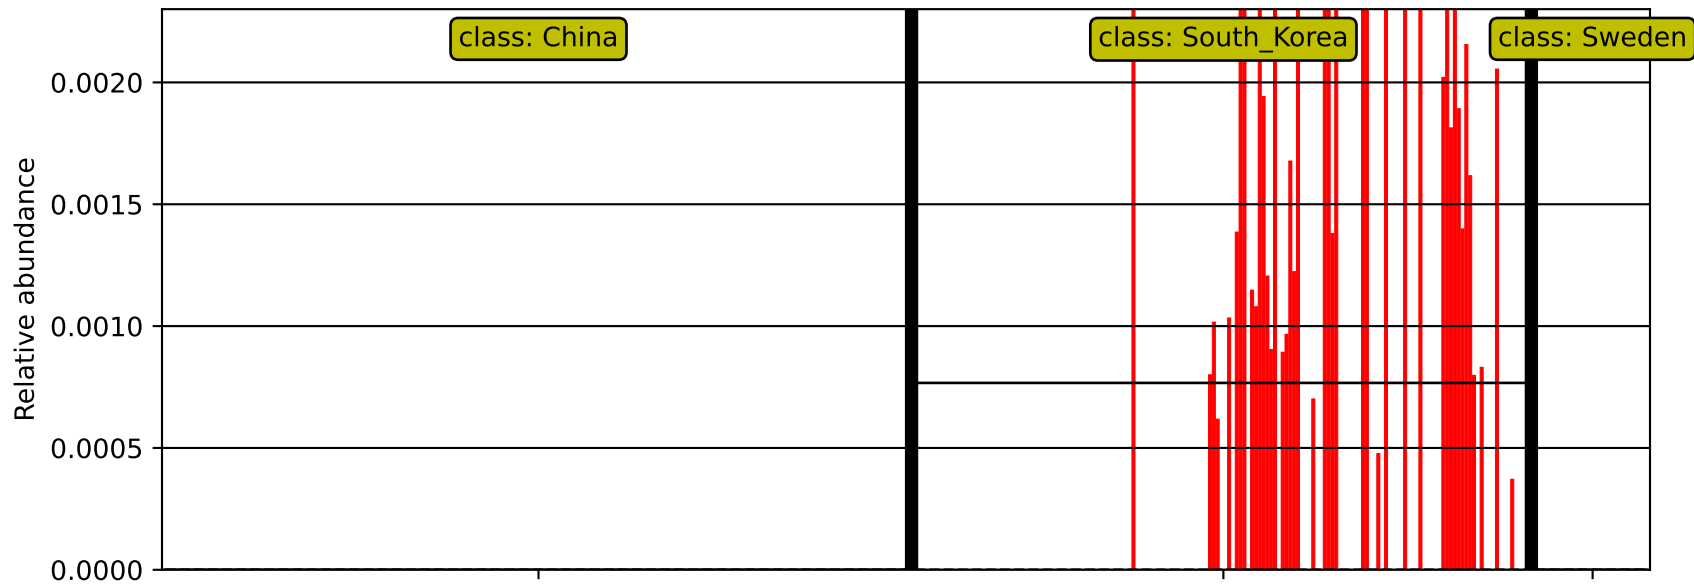 class: China
class: South_Korea
class: Sweden
0.0020
0.0015
0.0010
0.0005
0.0000
Relative abundance